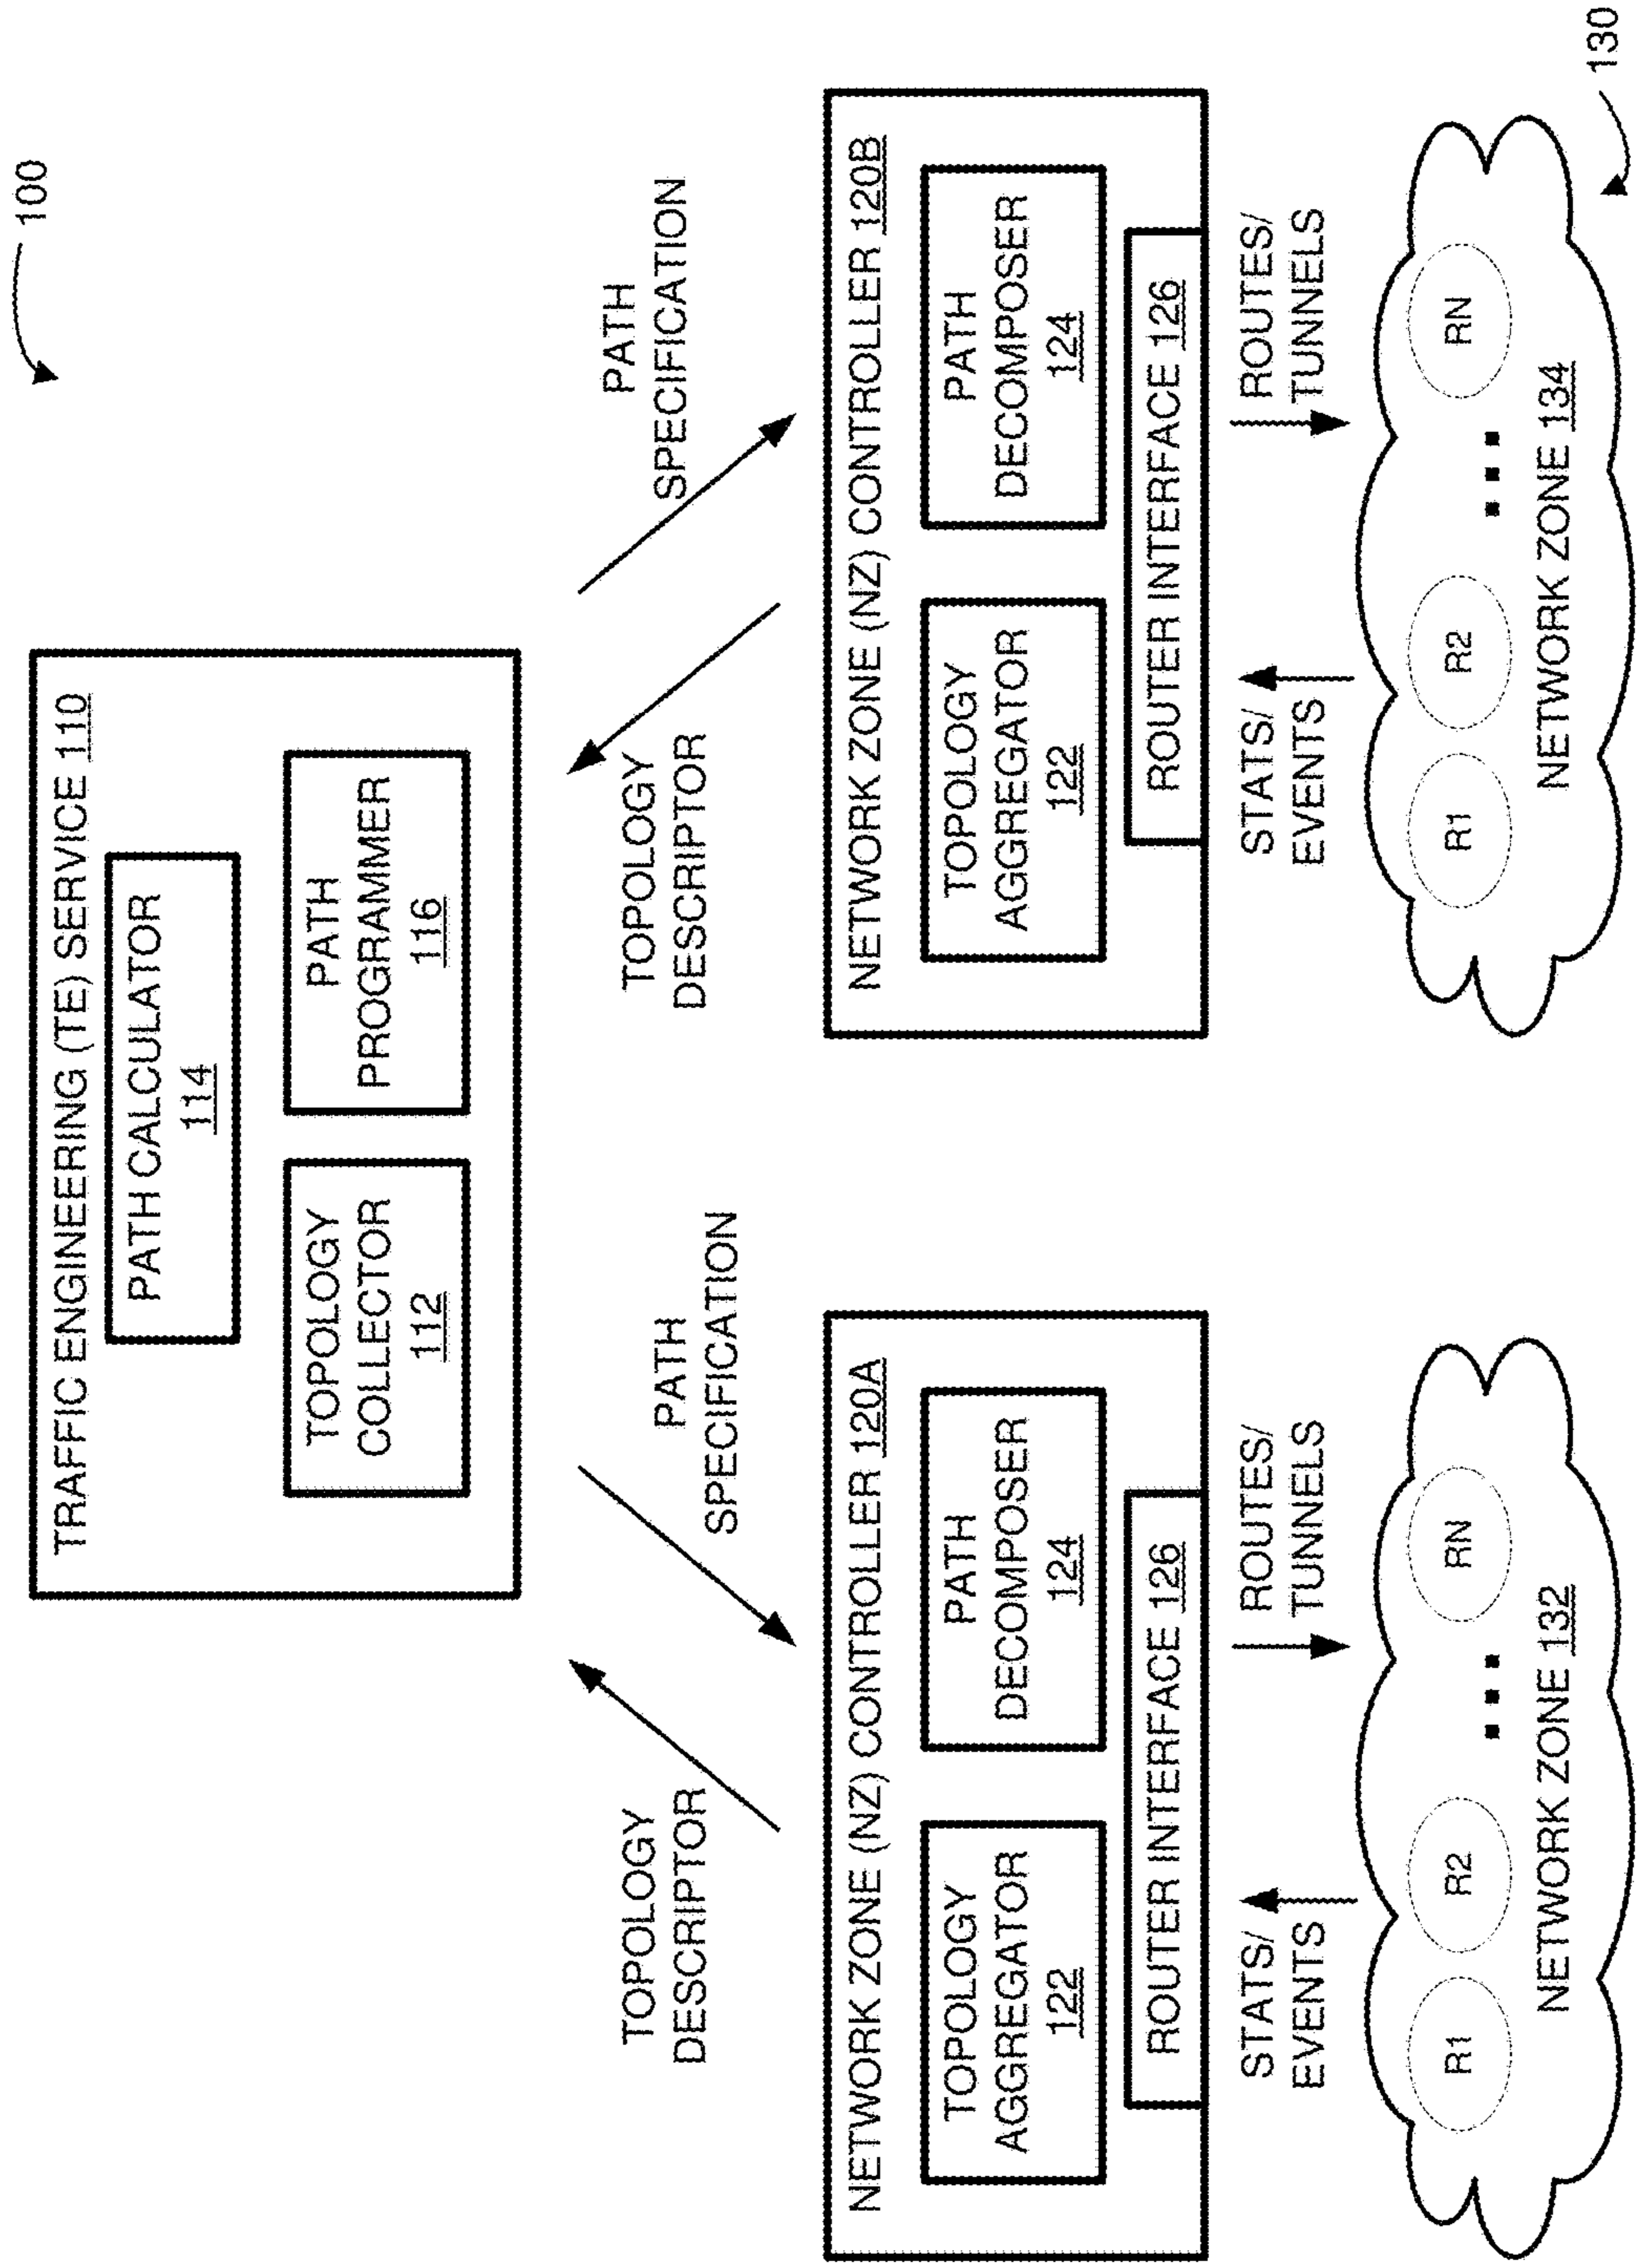 100
TRAFFIC ENGINEERING (TE) SERVICE 110
PATH CALCULATOR
114
TOPOLOGY
COLLECTOR
112
PATH
PROGRAMMER
116
TOPOLOGY
DESCRIPTOR
PATH
SPECIFICATION
TOPOLOGY
DESCRIPTOR
PATH
SPECIFICATION
NETWORK ZONE (NZ) CONTROLLER 120A
TOPOLOGY
AGGREGATOR
122
PATH
DECOMPOSER
124
ROUTER INTERFACE 126
STATS/
EVENTS
ROUTES/
TUNNELS
R1
R2
RN
NETWORK ZONE 132
NETWORK ZONE (NZ) CONTROLLER 120B
TOPOLOGY
AGGREGATOR
122
PATH
DECOMPOSER
124
ROUTER INTERFACE 126
STATS/
EVENTS
ROUTES/
TUNNELS
R1
R2
RN
NETWORK ZONE 134
130